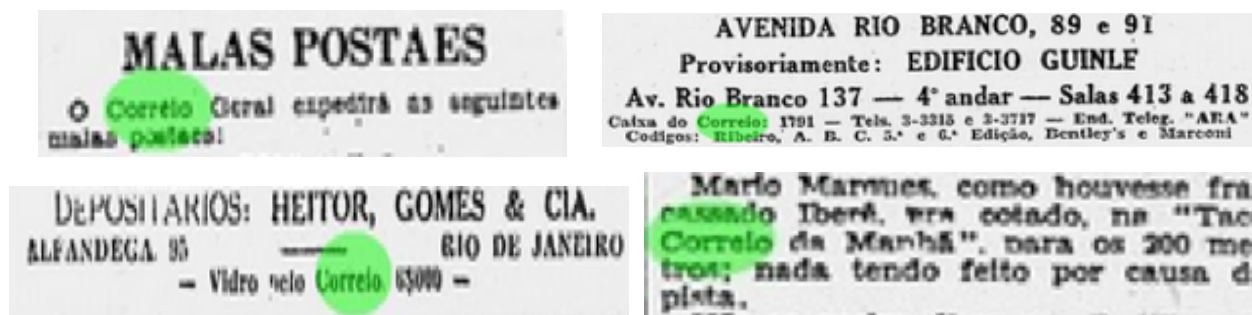 MALAS POSTAES
O Correio Geral expedirá as seguintes
malas postaes:
AVENIDA RIO BRANCO, 89 e 91
Provisoriamente: EDIFICIO GUINLE
Av. Rio Branco 137 — 4° andar — Salas 413 a 418
Caixa do Correio: 1791 — Tels. 3-3315 e 3-3717 — End. Teleg. "ARA"
Codigos: Ribeiro, A. B. C. 5.ª e 6.ª Edição, Bentley's e Marconi
DEPOSITARIOS: HEITOR, GOMES & CIA.
ALFANDEGA 95 — RIO DE JANEIRO
— Vidro pelo Correio 6$000 —
Mario Marques, como houvesse fra
cassado Iberê, era cotado, na "Tac
Correio da Manhã", para os 200 me
tros; nada tendo feito por causa d
pista.